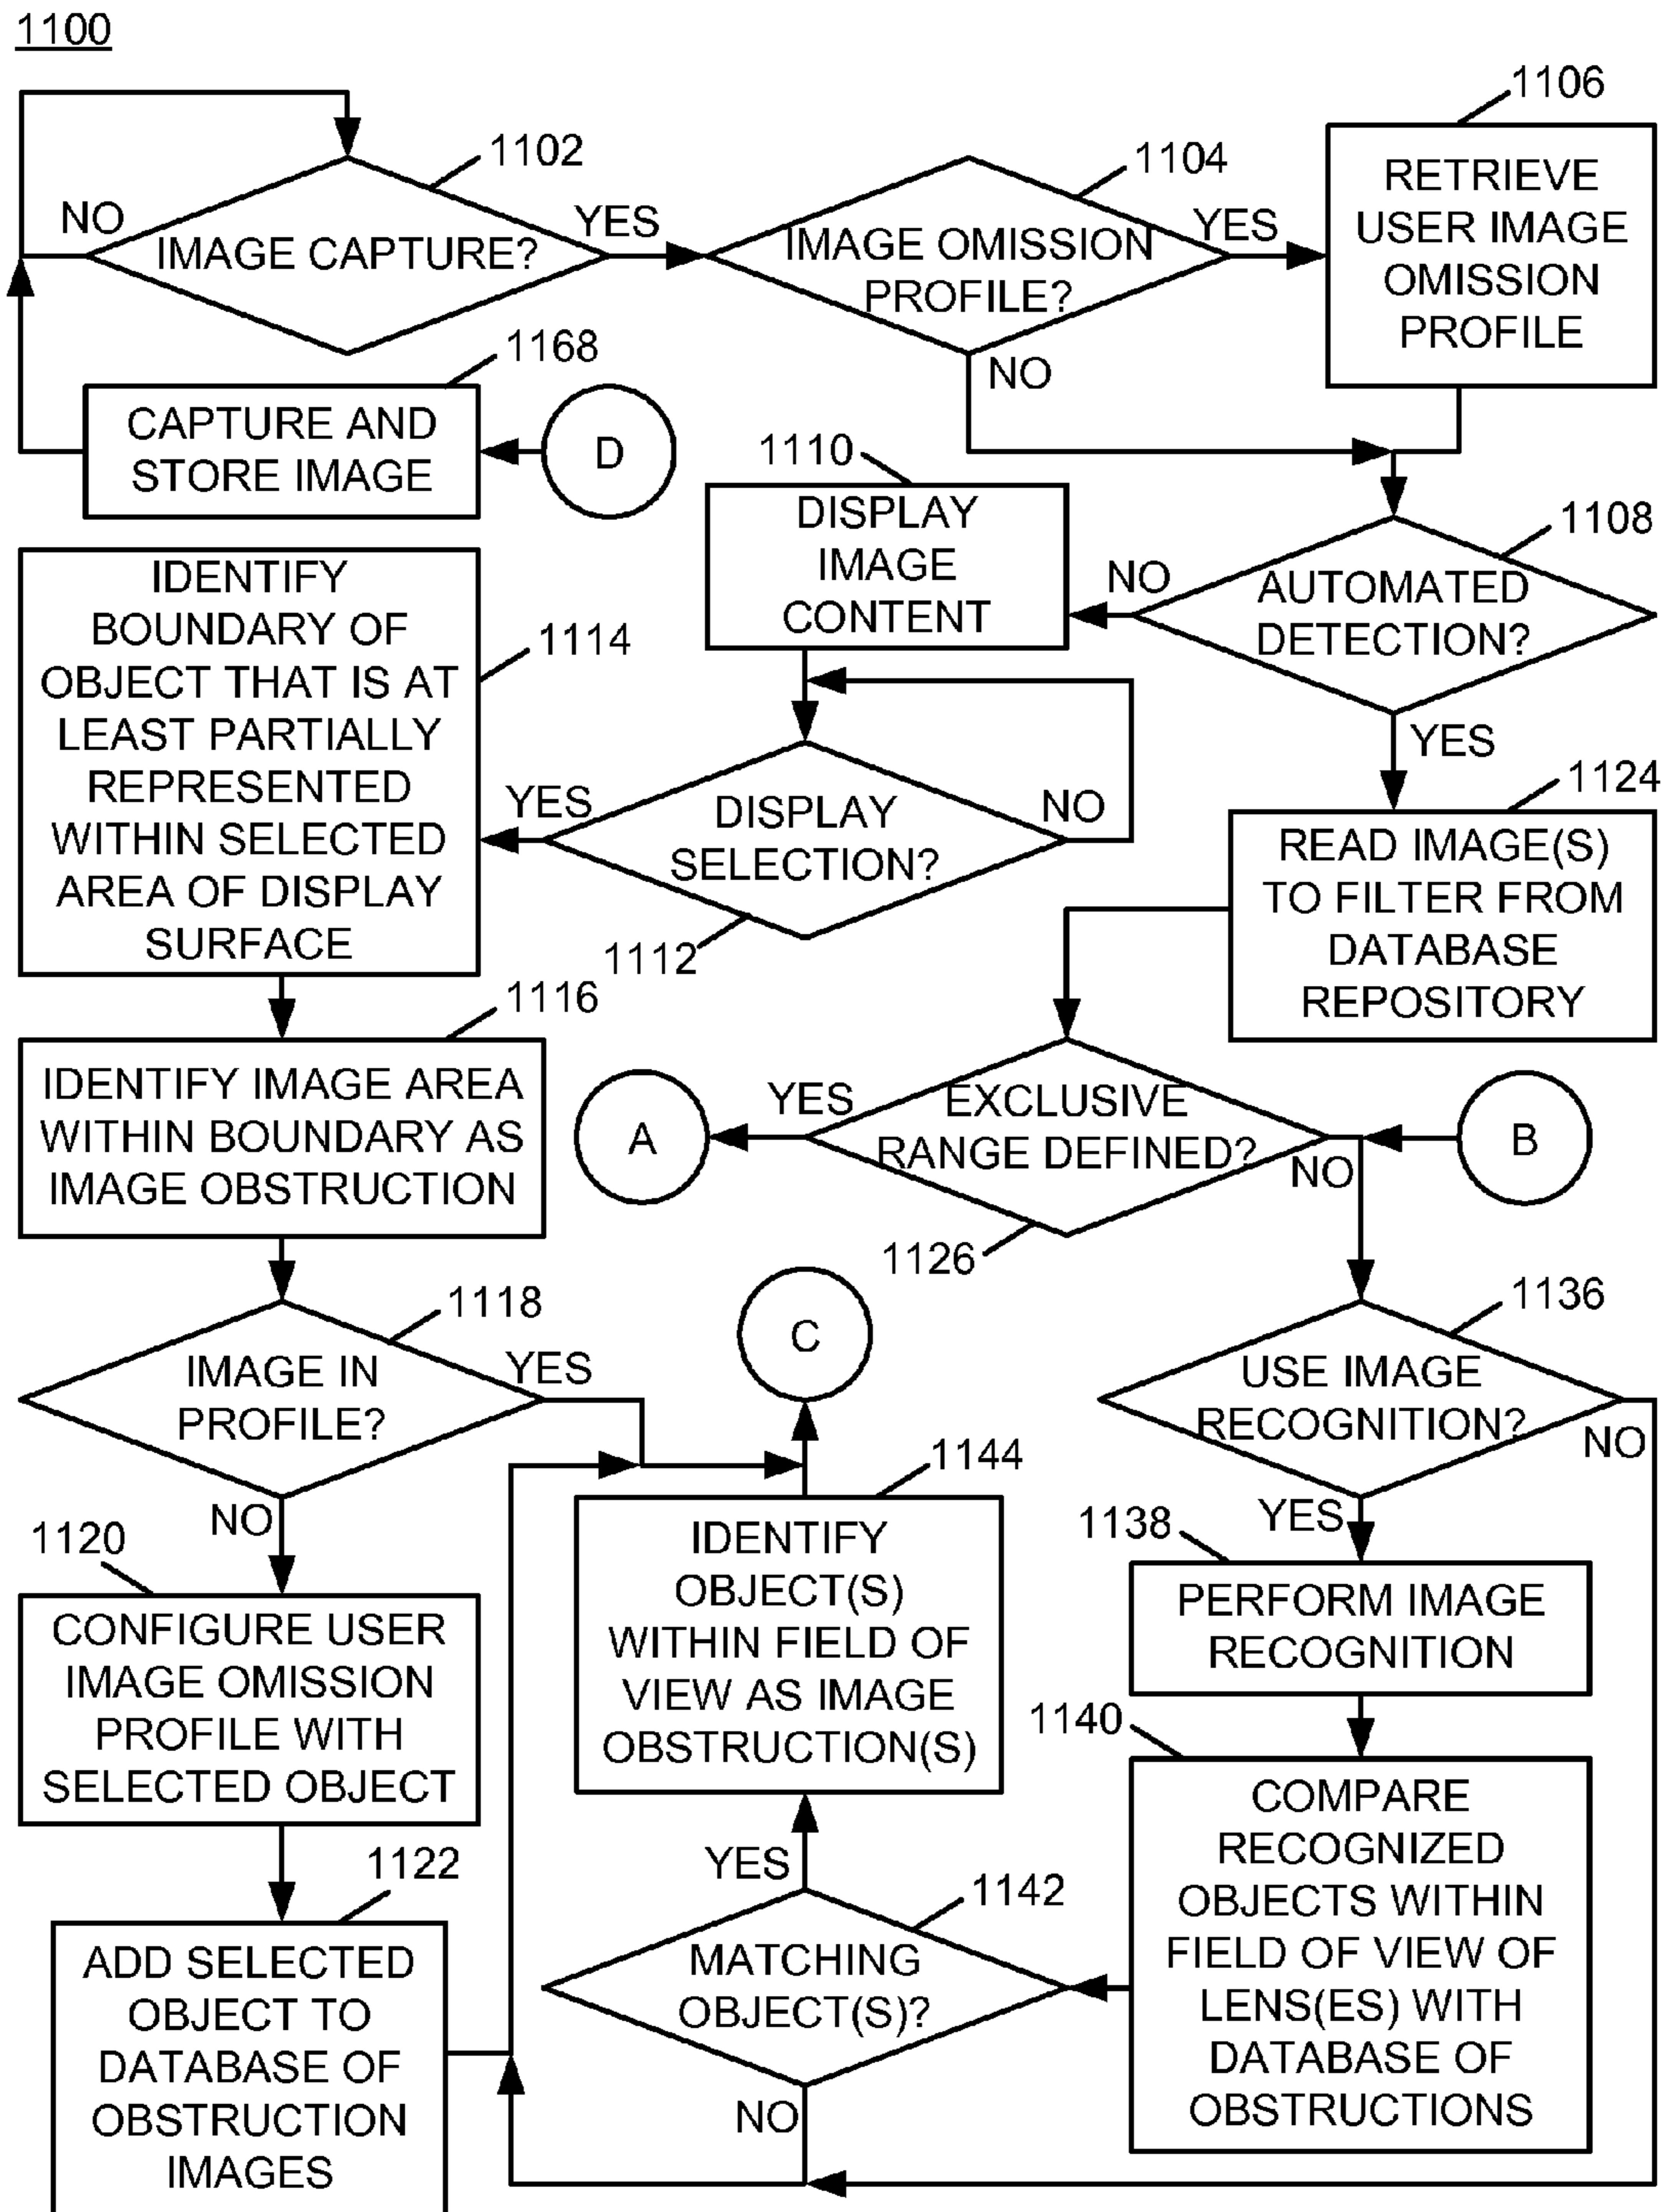 1100
1102
NO
IMAGE CAPTURE?
YES
1104
IMAGE OMISSION
PROFILE?
YES
NO
1106
RETRIEVE
USER IMAGE
OMISSION
PROFILE
1168
CAPTURE AND
STORE IMAGE
D
1110
DISPLAY
IMAGE
CONTENT
1108
NO
AUTOMATED
DETECTION?
YES
1114
IDENTIFY
BOUNDARY OF
OBJECT THAT IS AT
LEAST PARTIALLY
REPRESENTED
WITHIN SELECTED
AREA OF DISPLAY
SURFACE
YES
DISPLAY
SELECTION?
NO
1112
1124
READ IMAGE(S)
TO FILTER FROM
DATABASE
REPOSITORY
1116
IDENTIFY IMAGE AREA
WITHIN BOUNDARY AS
IMAGE OBSTRUCTION
A
YES
EXCLUSIVE
RANGE DEFINED?
NO
B
1126
1118
IMAGE IN
PROFILE?
YES
NO
C
1136
USE IMAGE
RECOGNITION?
NO
YES
1144
IDENTIFY
OBJECT(S)
WITHIN FIELD OF
VIEW AS IMAGE
OBSTRUCTION(S)
1138
PERFORM IMAGE
RECOGNITION
1120
CONFIGURE USER
IMAGE OMISSION
PROFILE WITH
SELECTED OBJECT
1140
COMPARE
RECOGNIZED
OBJECTS WITHIN
FIELD OF VIEW OF
LENS(ES) WITH
DATABASE OF
OBSTRUCTIONS
1122
ADD SELECTED
OBJECT TO
DATABASE OF
OBSTRUCTION
IMAGES
YES
1142
MATCHING
OBJECT(S)?
NO